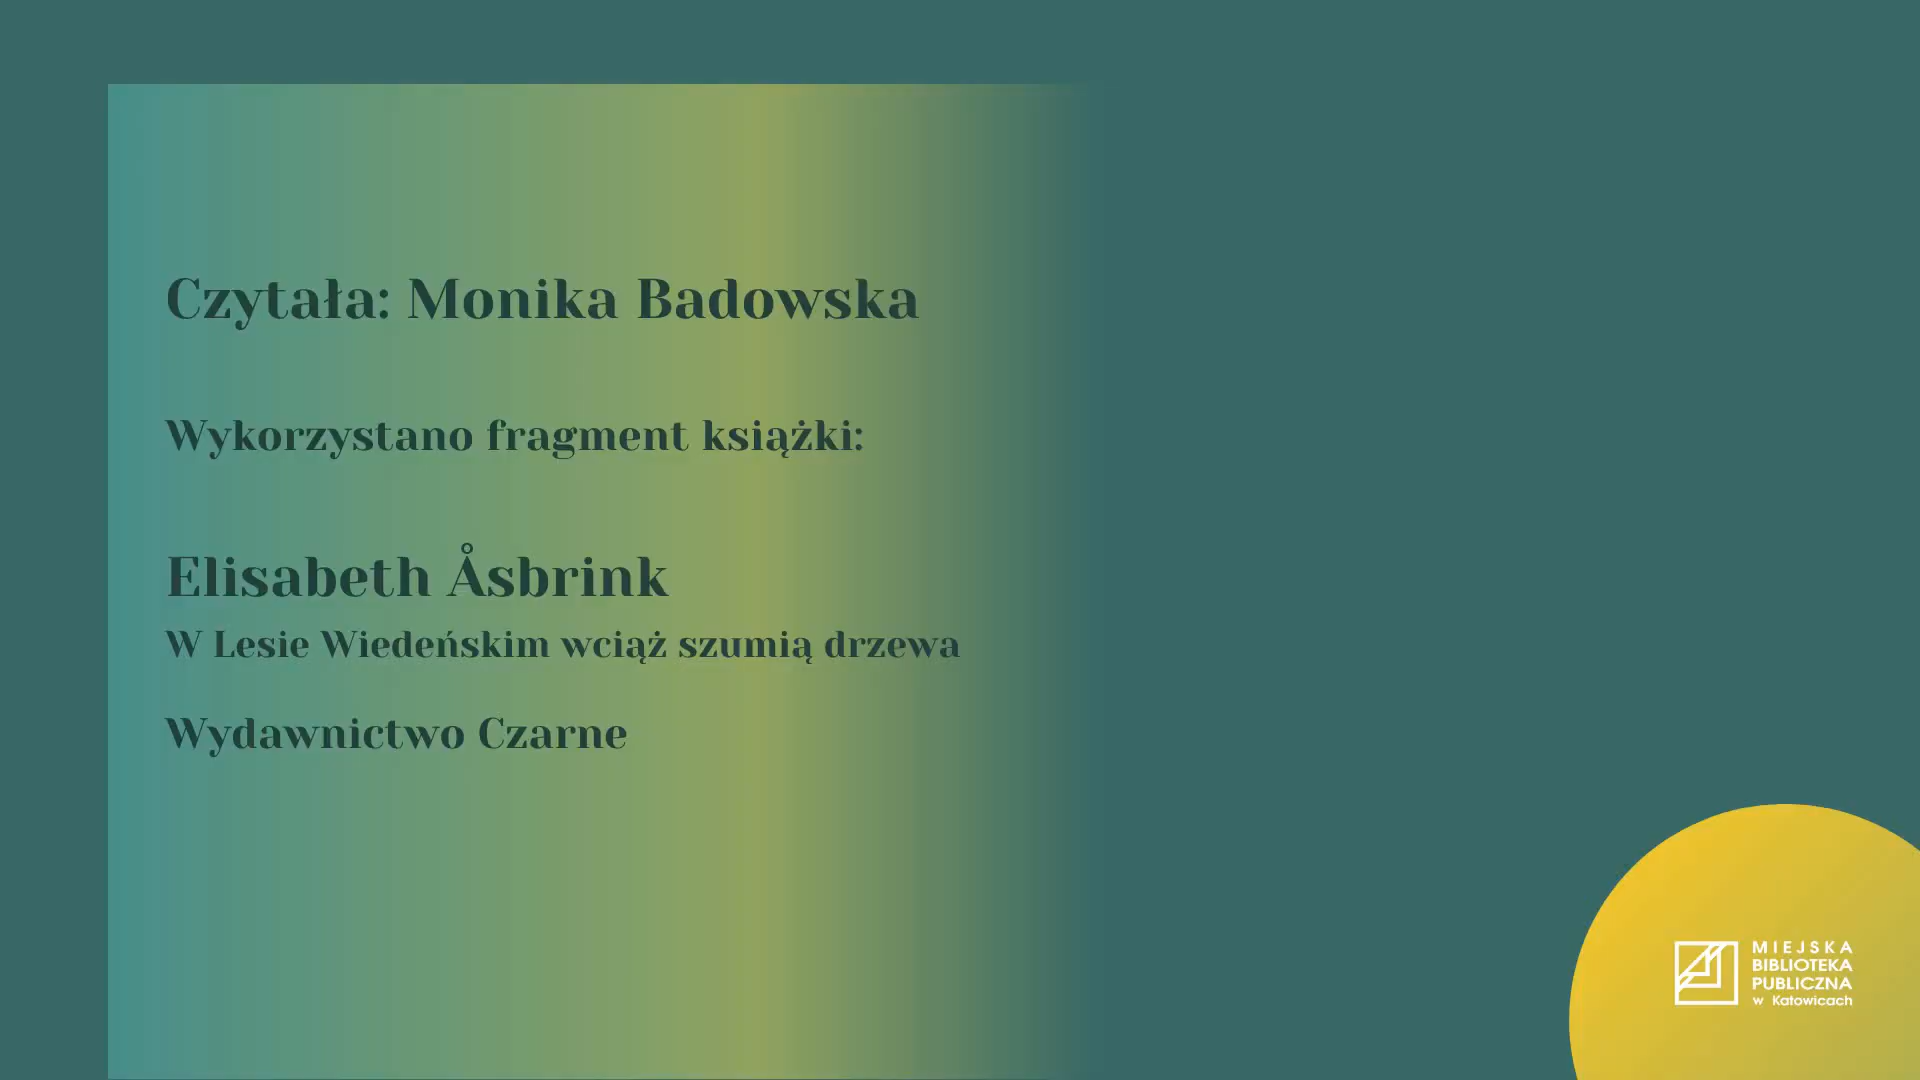 Czytała: Monika Badowska
Wykorzystano fragment książki:
Elisabeth Åsbrink
W Lesie Wiedeńskim wciąż szumią drzewa
Wydawnictwo Czarne
MIEJSKA
BIBLIOTEKA
PUBLICZNA
w Katowicach